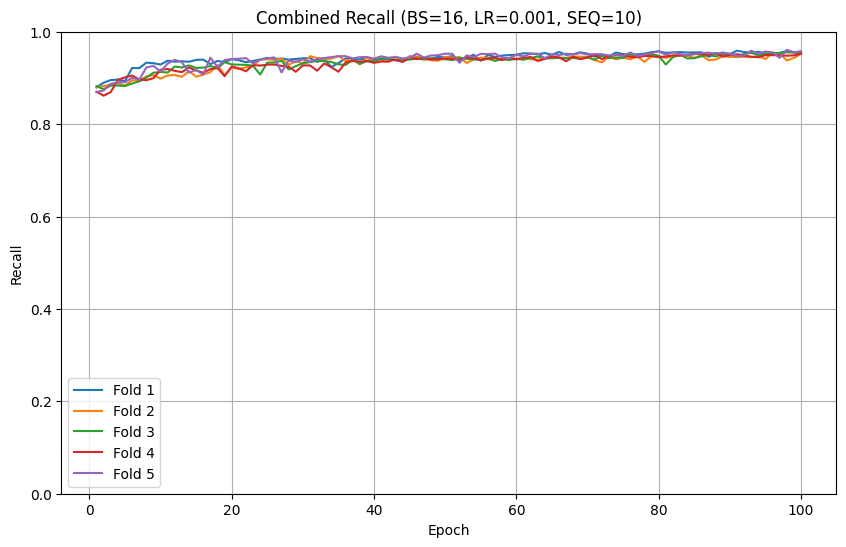 Combined Recall (BS=16, LR=0.001, SEQ=10)
Recall
1.0
0.8
0.6
0.4
0.2
0.0
Fold 1
Fold 2
Fold 3
Fold 4
Fold 5
0 20 40 60 80 100
Epoch